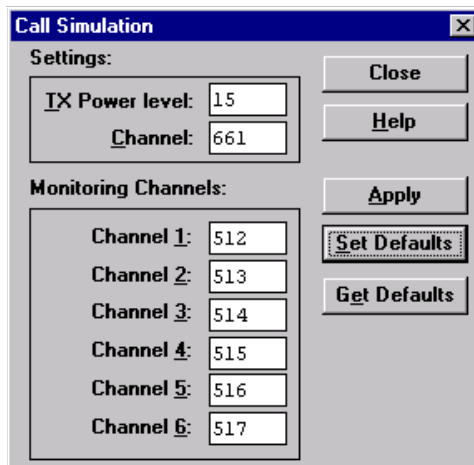 Call Simulation
Settings:
TX Power level: 15
Channel: 661
Close
Help
Monitoring Channels:
Channel 1: 512
Channel 2: 513
Channel 3: 514
Channel 4: 515
Channel 5: 516
Channel 6: 517
Apply
Set Defaults
Get Defaults